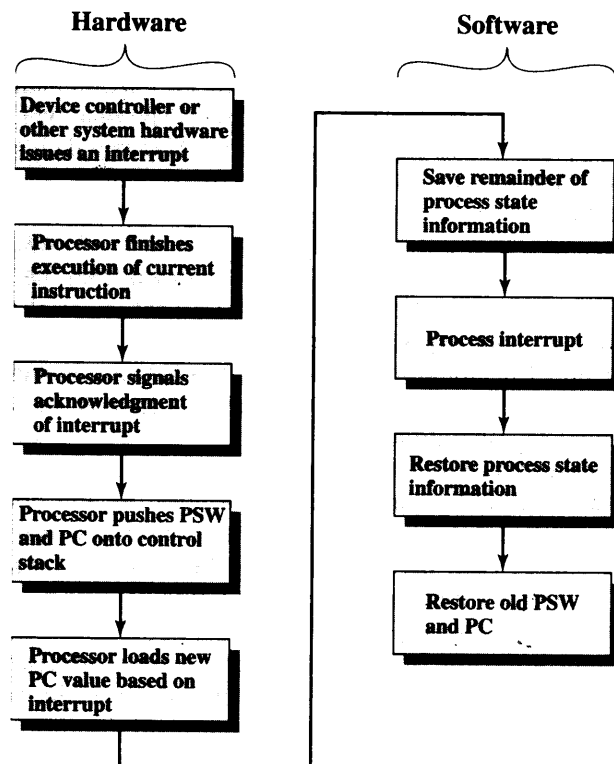 Hardware
Device controller or
other system hardware
issues an interrupt
Processor finishes
execution of current
instruction
Processor signals
acknowledgment
of interrupt
Processor pushes PSW
and PC onto control
stack
Processor loads new
PC value based on
interrupt
Software
Save remainder of
process state
information
Process interrupt
Restore process state
information
Restore old PSW
and PC